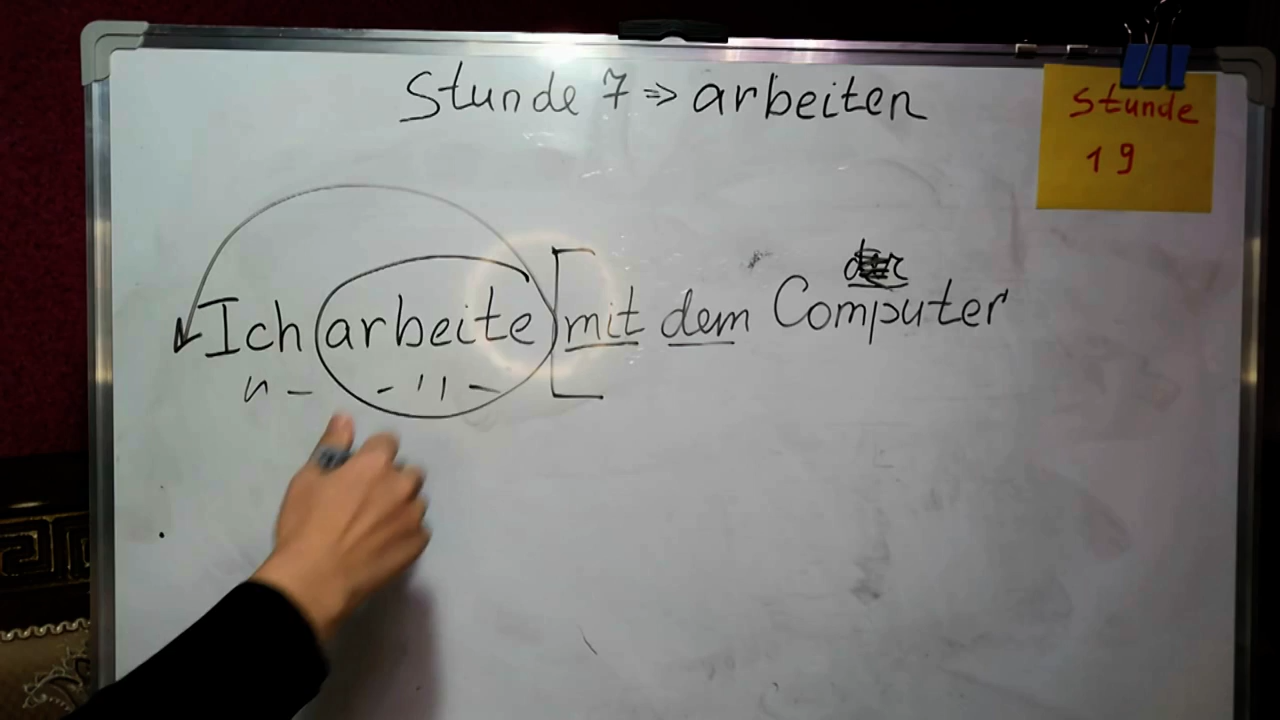 Stunde 7 => arbeiten
Stunde
19
Ich arbeite [ mit dem Computer